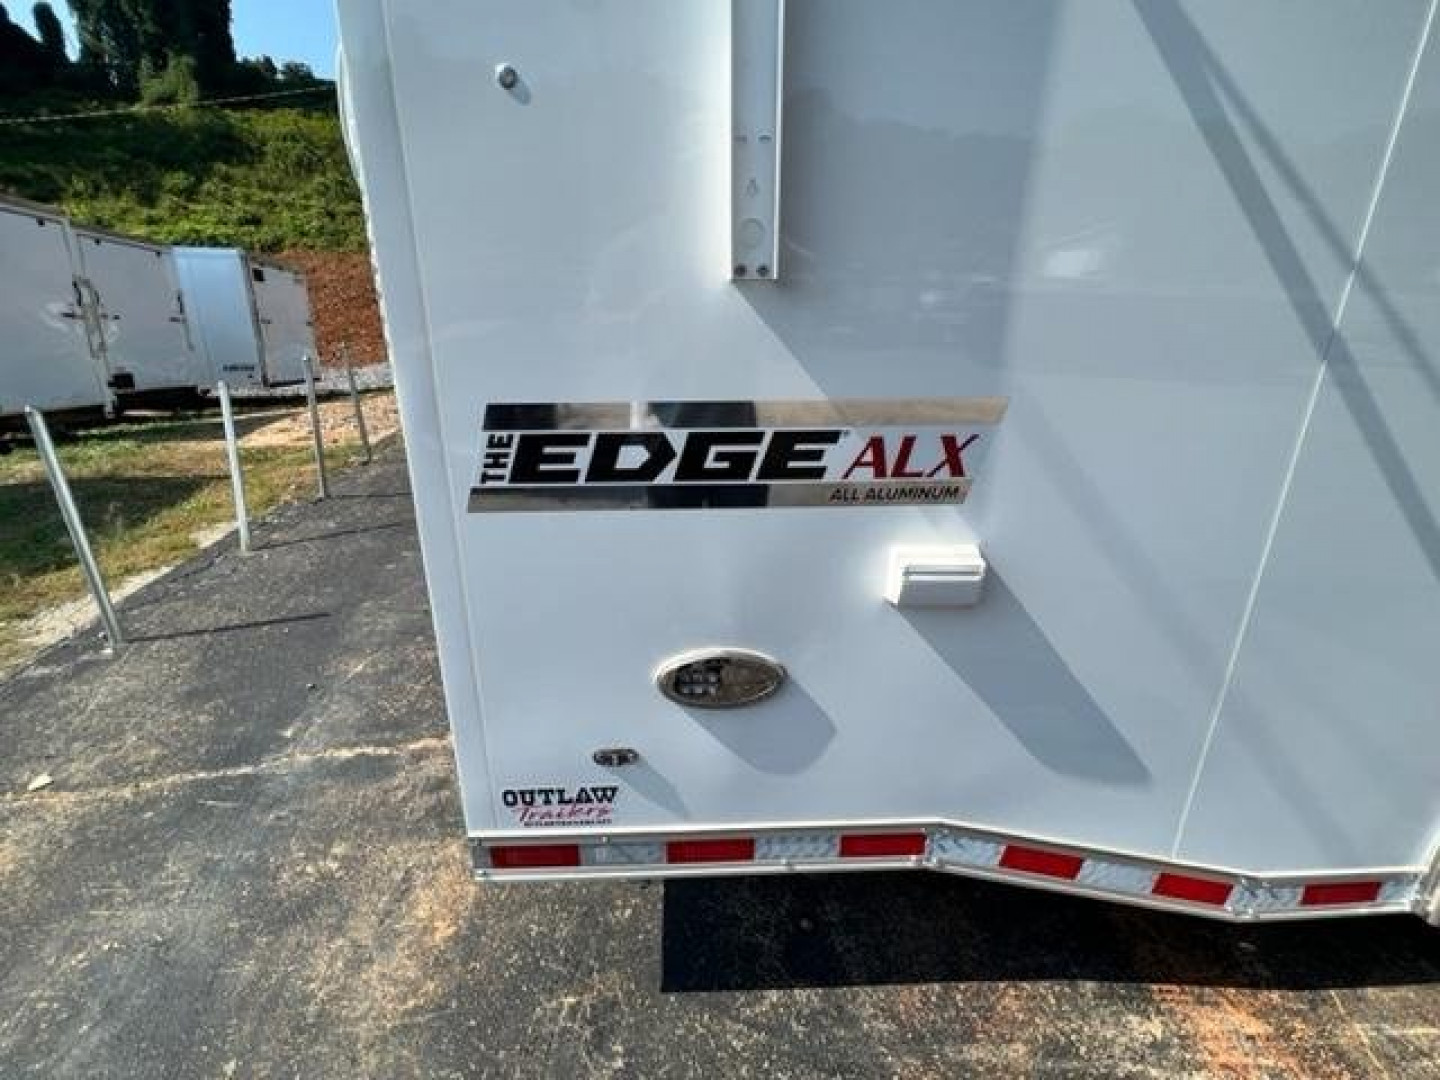 THE EDGE ALX
ALL ALUMINUM
OUTLAW
Trailers